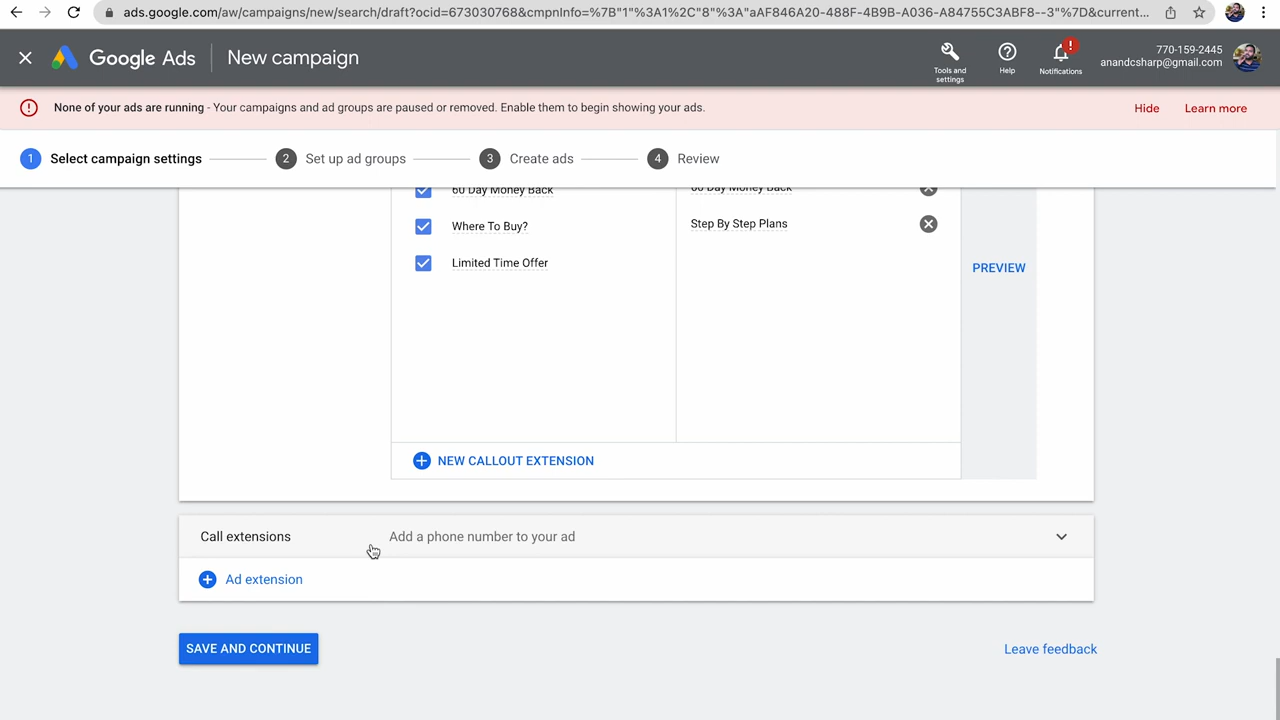 ads.google.com/aw/campaigns/new/search/draft?ocid=673030768&cmpnInfo=%7B"1"%3A1%2C"8"%3A"aAF846A20-488F-4B9B-A036-A84755C3ABF8--3"%7D&current...
Google Ads New campaign
Tools and settings
Help
!
Notifications
770-159-2445
anandcsharp@gmail.com
None of your ads are running - Your campaigns and ad groups are paused or removed. Enable them to begin showing your ads.
Hide
Learn more
1 Select campaign settings
2 Set up ad groups
3 Create ads
4 Review
60 Day Money Back
60 Day Money Back
Where To Buy?
Step By Step Plans
Limited Time Offer
PREVIEW
NEW CALLOUT EXTENSION
Call extensions
Add a phone number to your ad
Ad extension
SAVE AND CONTINUE
Leave feedback